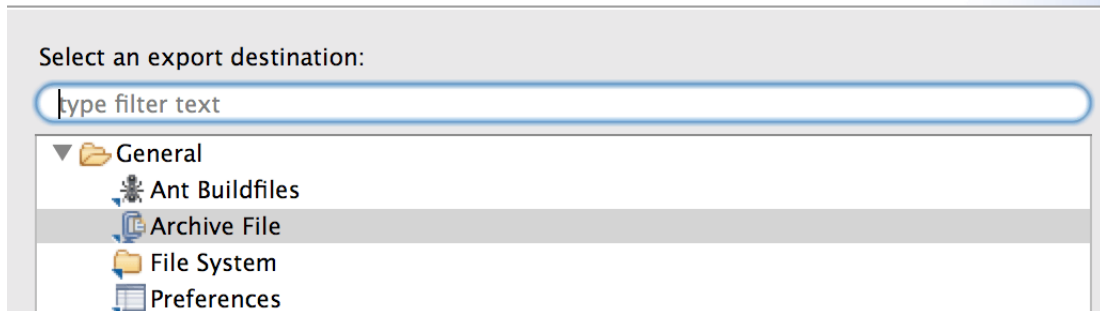 Select an export destination:
type filter text
General
Ant Buildfiles
Archive File
File System
Preferences